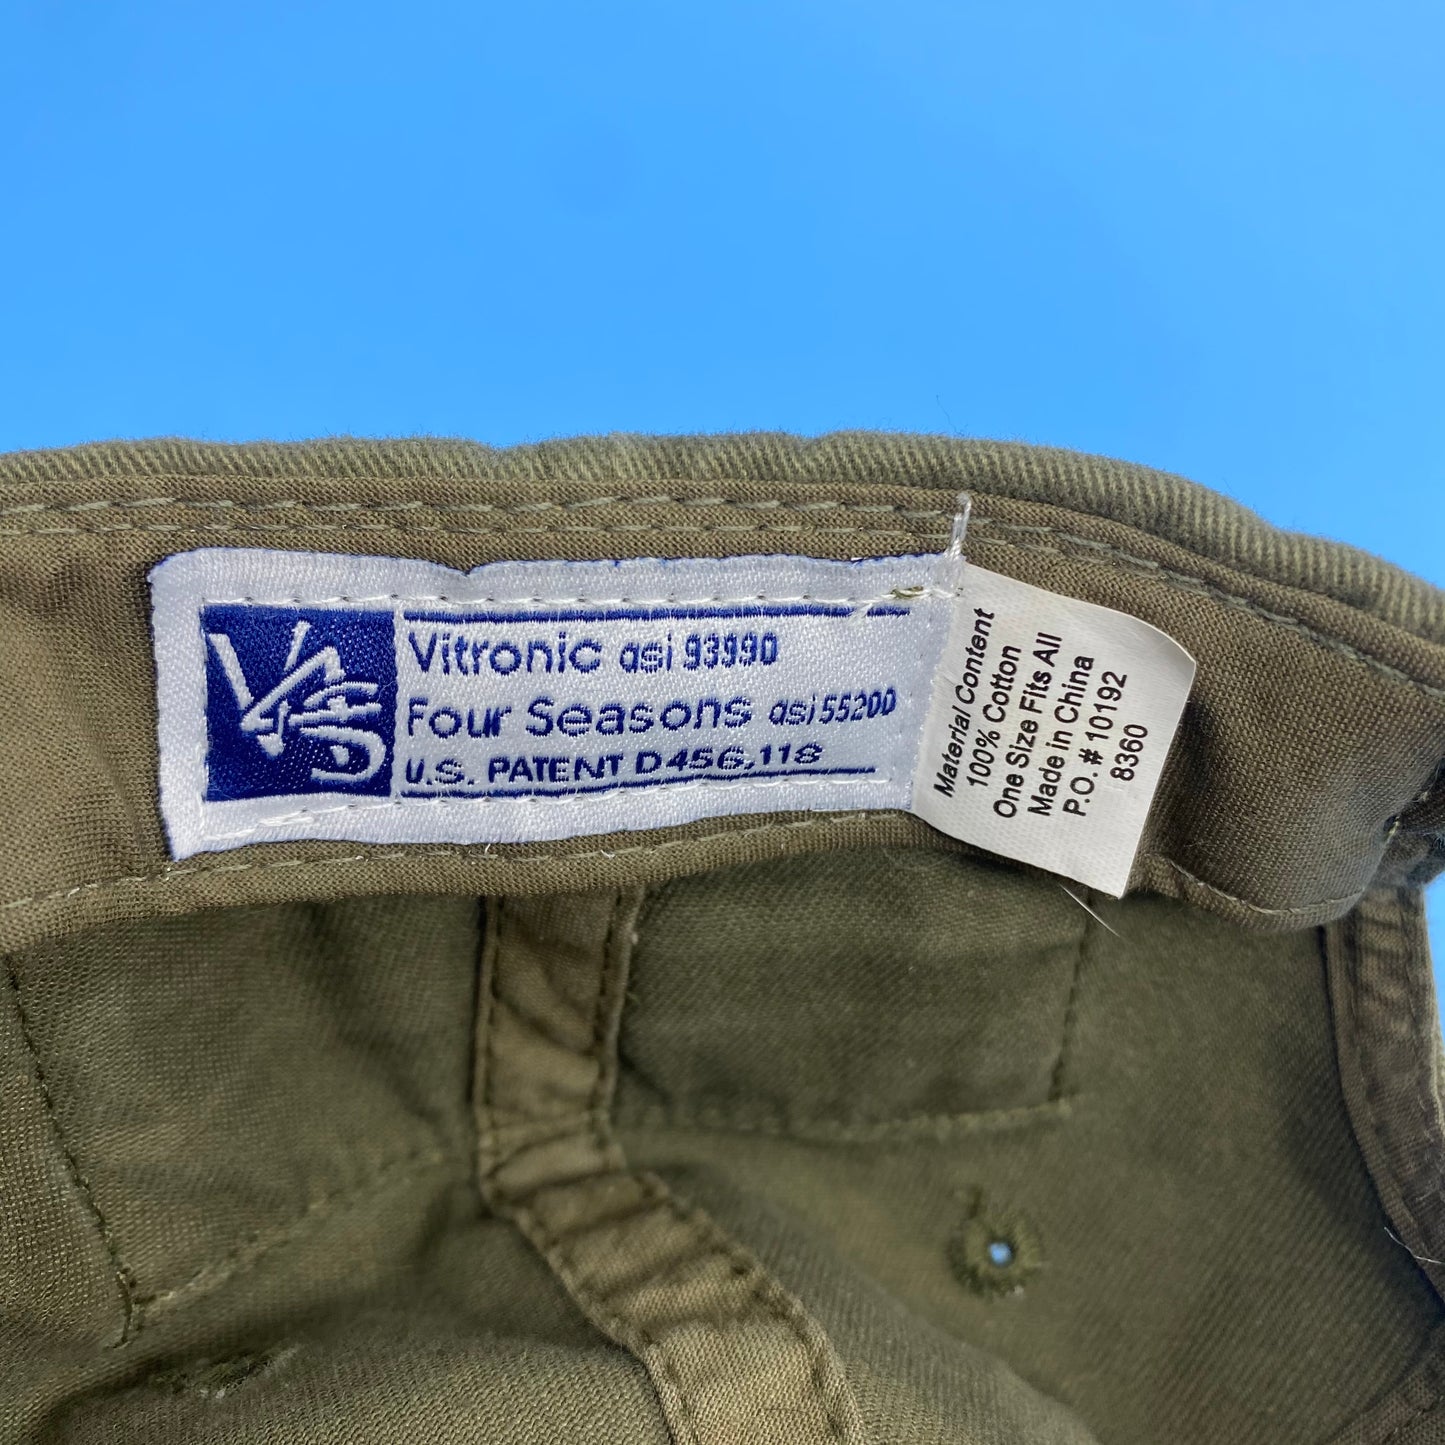 Vitronic asi 93990
Four Seasons asi 55200
U.S. PATENT D456,118
Material Content
100% Cotton
One Size Fits All
Made in China
P.O. # 10192
8360